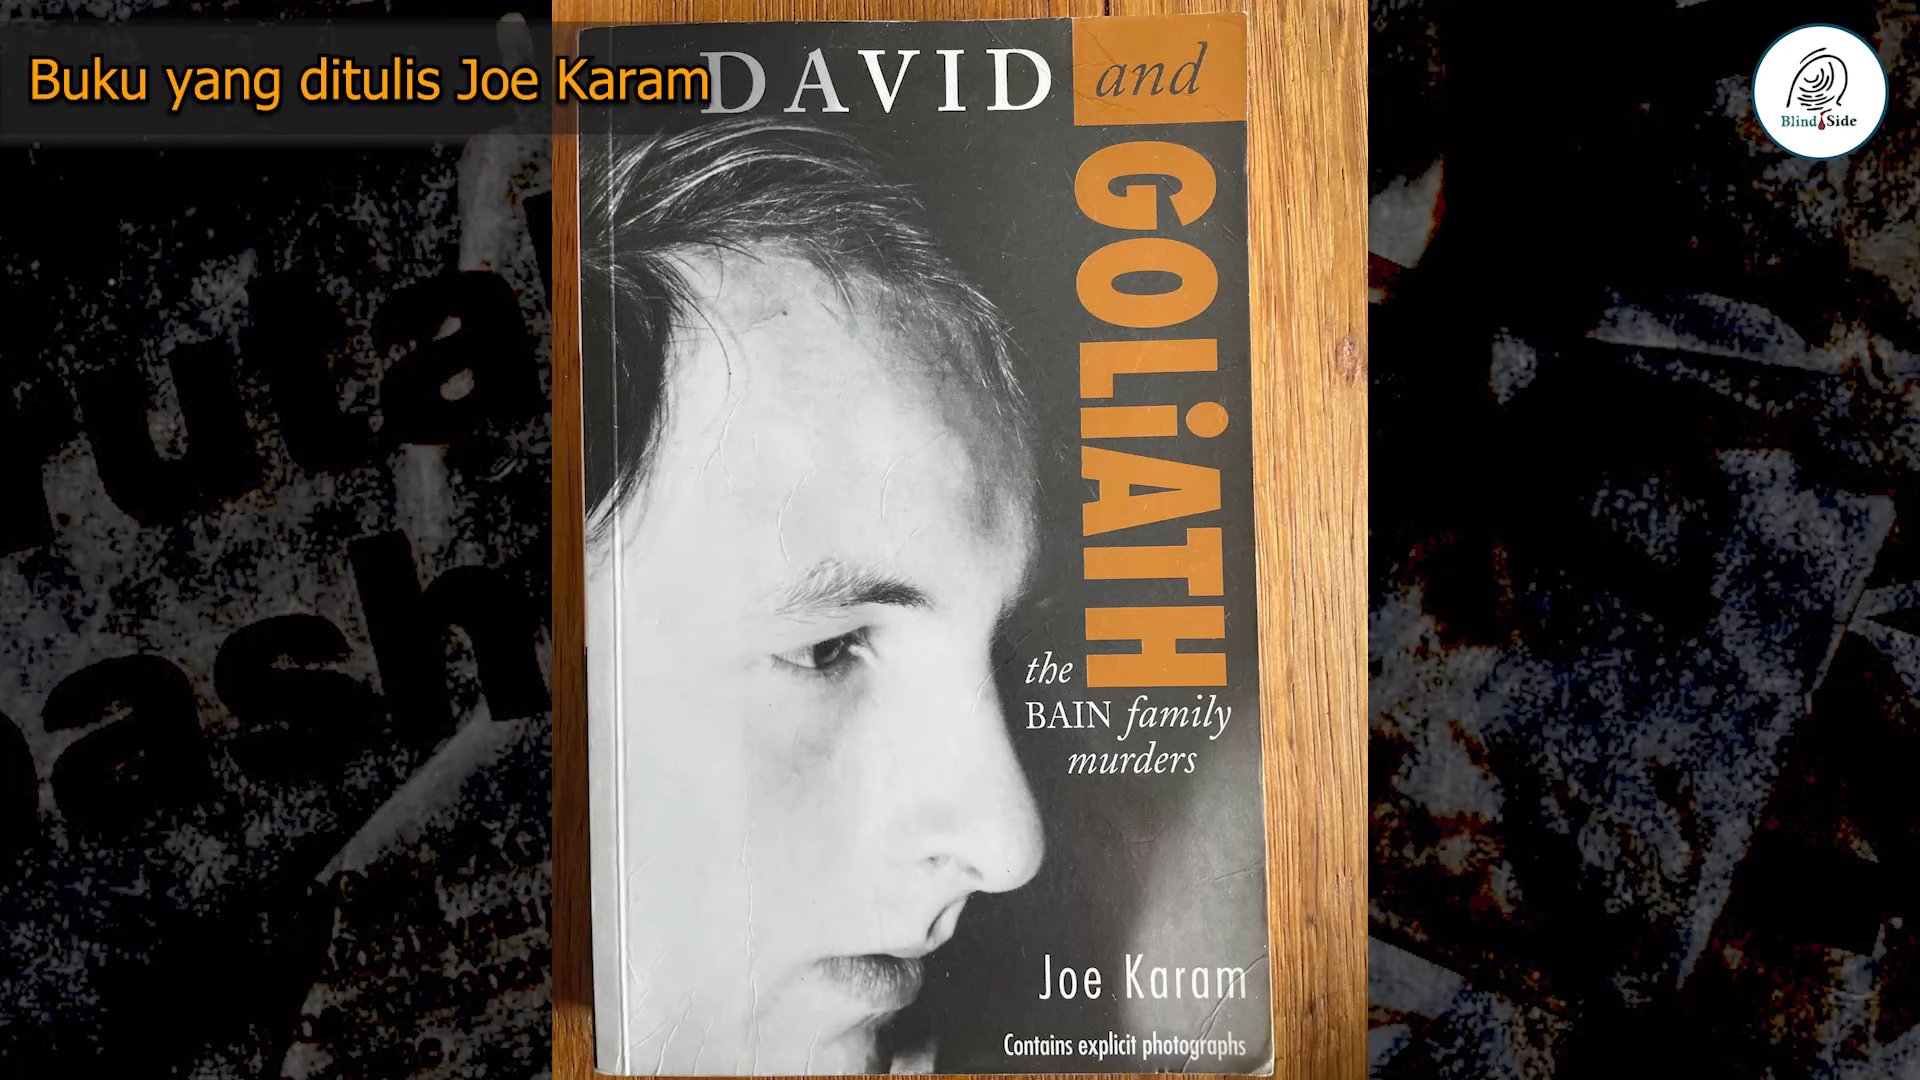 Buku yang ditulis Joe Karam
DAVID and
GOLiATH
the
BAIN family
murders
Joe Karam
Contains explicit photographs
Blind Side